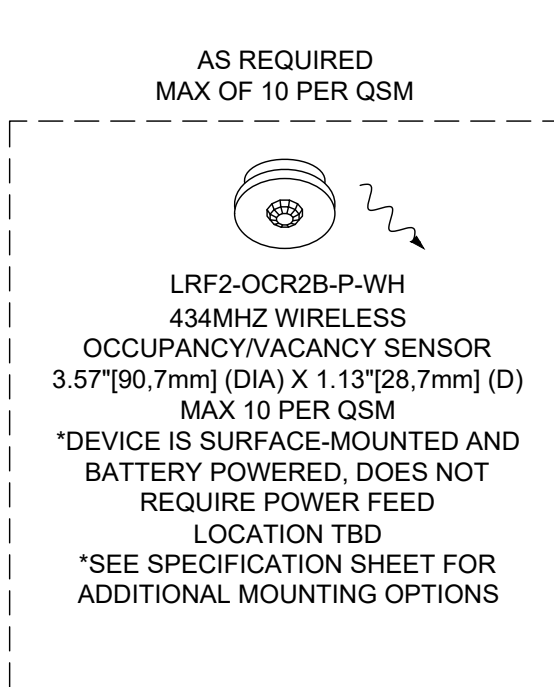 AS REQUIRED
MAX OF 10 PER QSM
LRF2-OCR2B-P-WH
434MHZ WIRELESS
OCCUPANCY/VACANCY SENSOR
3.57"[90,7mm] (DIA) X 1.13"[28,7mm] (D)
MAX 10 PER QSM
*DEVICE IS SURFACE-MOUNTED AND
BATTERY POWERED, DOES NOT
REQUIRE POWER FEED
LOCATION TBD
*SEE SPECIFICATION SHEET FOR
ADDITIONAL MOUNTING OPTIONS